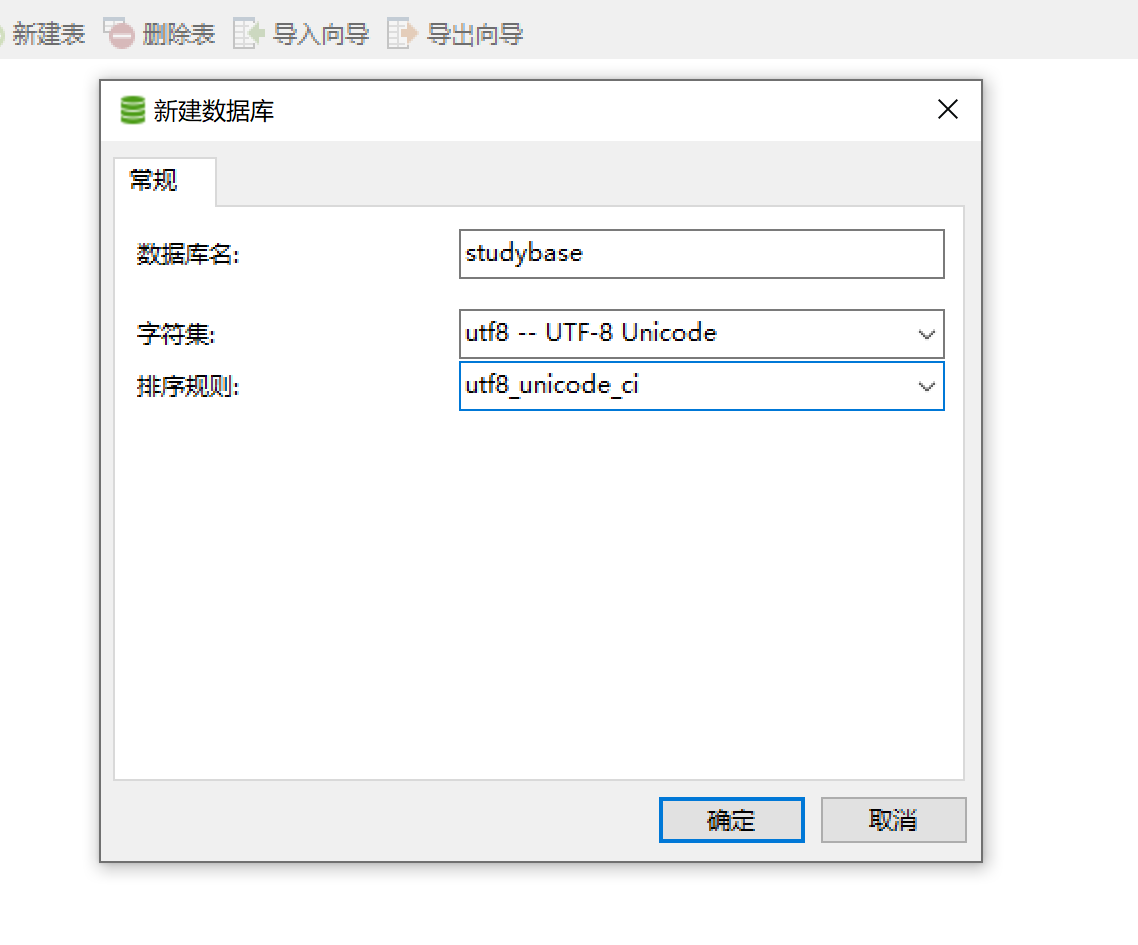 新建表 删除表 导入向导 导出向导
新建数据库
常规
数据库名: studybase
字符集: utf8 -- UTF-8 Unicode
排序规则: utf8_unicode_ci
确定 取消